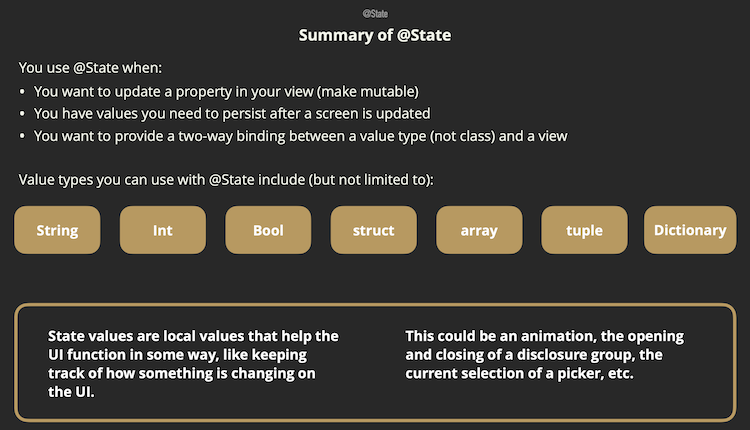 @State
Summary of @State
You use @State when:
• You want to update a property in your view (make mutable)
• You have values you need to persist after a screen is updated
• You want to provide a two-way binding between a value type (not class) and a view
Value types you can use with @State include (but not limited to):
String
Int
Bool
struct
array
tuple
Dictionary
State values are local values that help the
UI function in some way, like keeping
track of how something is changing on
the UI.
This could be an animation, the opening
and closing of a disclosure group, the
current selection of a picker, etc.